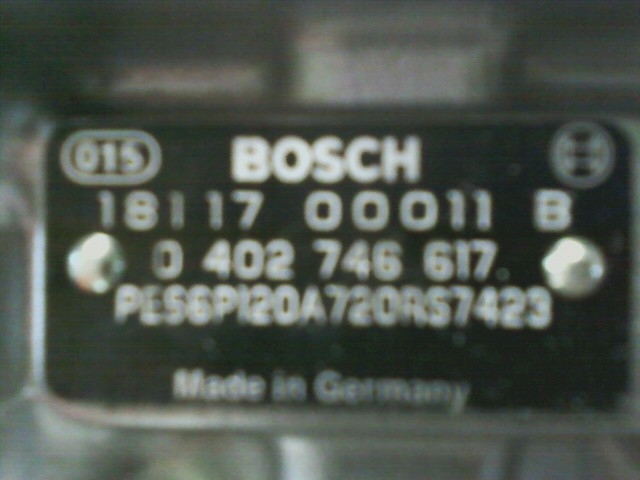 015 BOSCH
18117 00011 B
0 402 746 617
PES6P120A720RS7423
Made in Germany